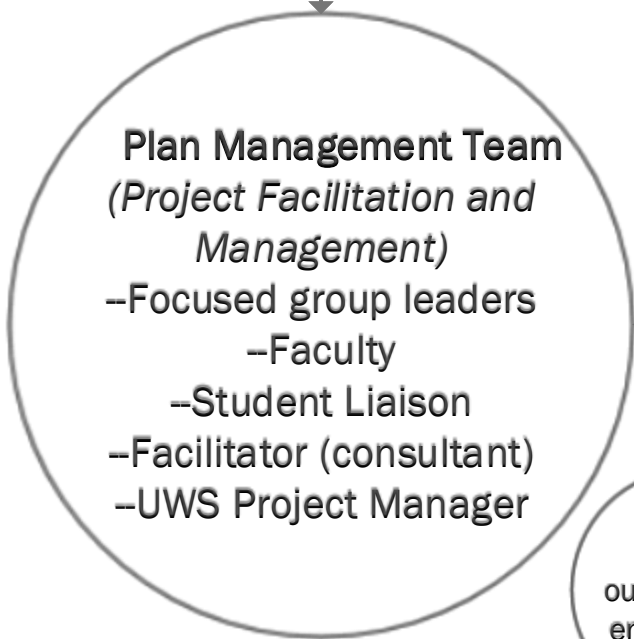 Plan Management Team
(Project Facilitation and
Management)
--Focused group leaders
--Faculty
--Student Liaison
--Facilitator (consultant)
--UWS Project Manager